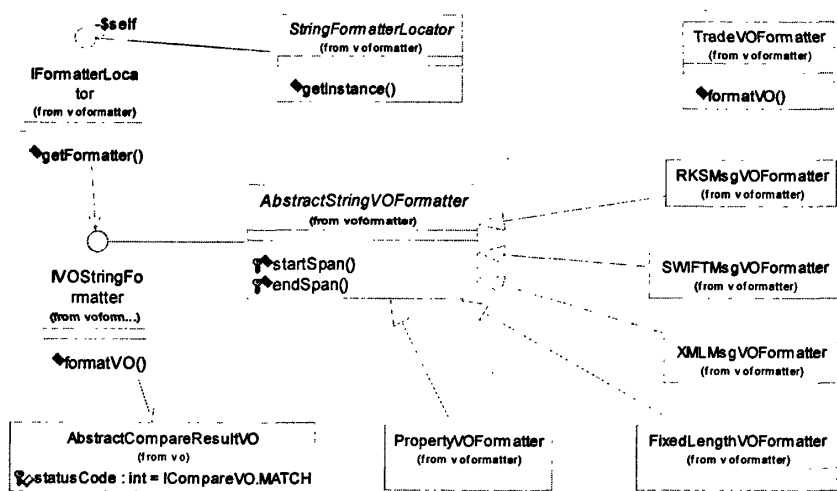 -$self
IFormatterLoca
tor
(from voformatter)
getFormatter()
StringFormatterLocator
(from voformatter)
getInstance()
TradeVOFormatter
(from voformatter)
formatVO()
AbstractStringVOFormatter
(from voformatter)
startSpan()
endSpan()
RKSMsgVOFormatter
(from voformatter)
SWIFTMsgVOFormatter
(from voformatter)
XMLMsgVOFormatter
(from voformatter)
IVOStringFo
rmatter
(from voform...)
formatVO()
AbstractCompareResultVO
(from vo)
statusCode : int = ICompareVO.MATCH
PropertyVOFormatter
(from voformatter)
FixedLengthVOFormatter
(from voformatter)